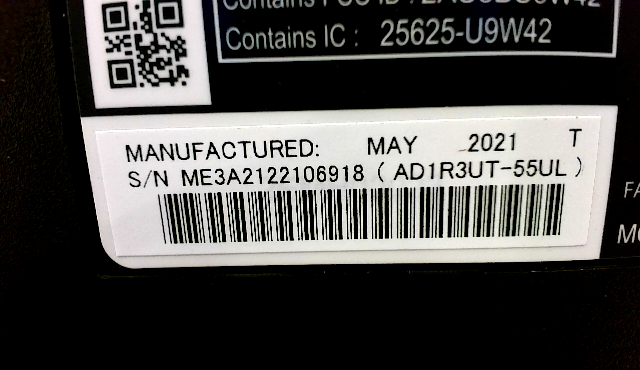 Contains IC : 25625-U9W42
MANUFACTURED: MAY 2021 T
S/N ME3A2122106918 ( AD1R3UT-55UL )